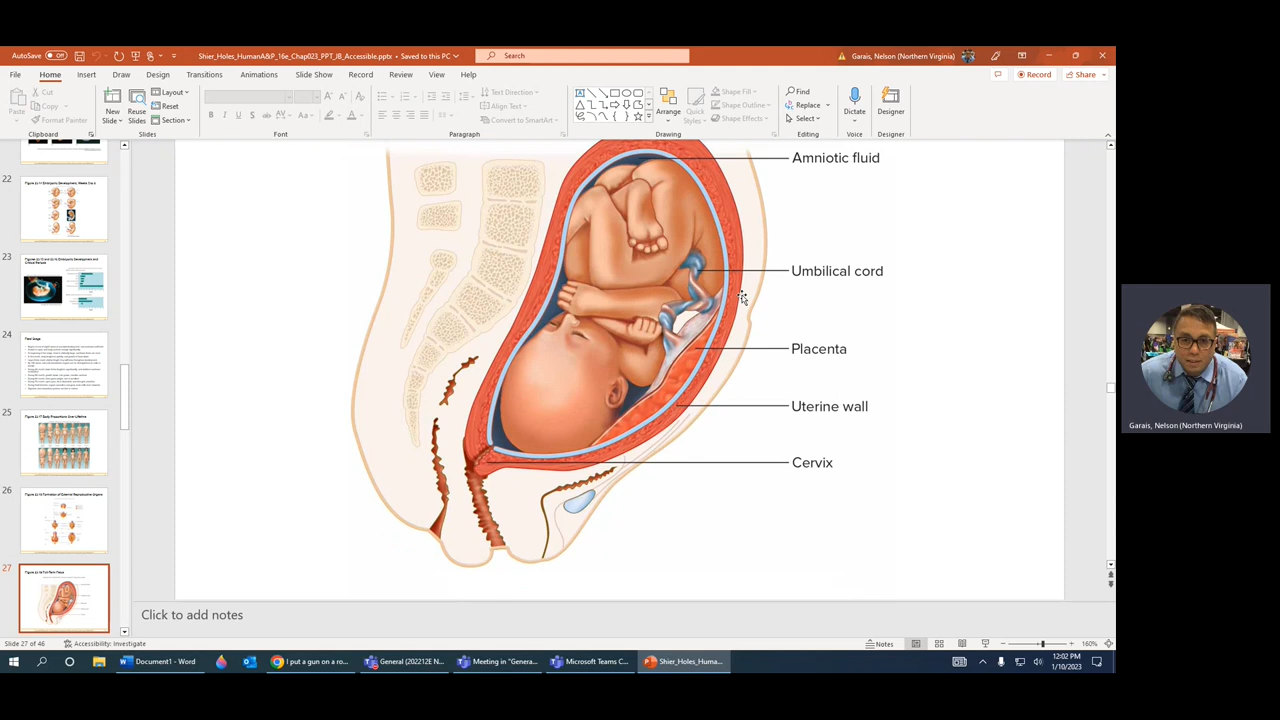 AutoSave Off
Shier_Holes_HumanA&P_16e_Chap023_PPT_JB_Accessible.pptx • Saved to this PC
Search
Garais, Nelson (Northern Virginia)
File Home Insert Draw Design Transitions Animations Slide Show Record Review View Help
Record Share
Paste
Cut
Copy
Format Painter
New Slide
Reuse Slides
Layout
Reset
Section
Text Direction
Align Text
Convert to SmartArt
Arrange
Quick Styles
Shape Fill
Shape Outline
Shape Effects
Find
Replace
Select
Dictate
Designer
Clipboard Slides Font Paragraph Drawing Editing Voice Designer
22
23
24
25
26
27
Amniotic fluid
Umbilical cord
Placenta
Uterine wall
Cervix
Garais, Nelson (Northern Virginia)
Click to add notes
Slide 27 of 46 Accessibility: Investigate Notes 160%
Document1 - Word
I put a gun on a ro...
General (202212E N...
Meeting in "Genera...
Microsoft Teams C...
Shier_Holes_Huma...
12:02 PM
1/10/2023